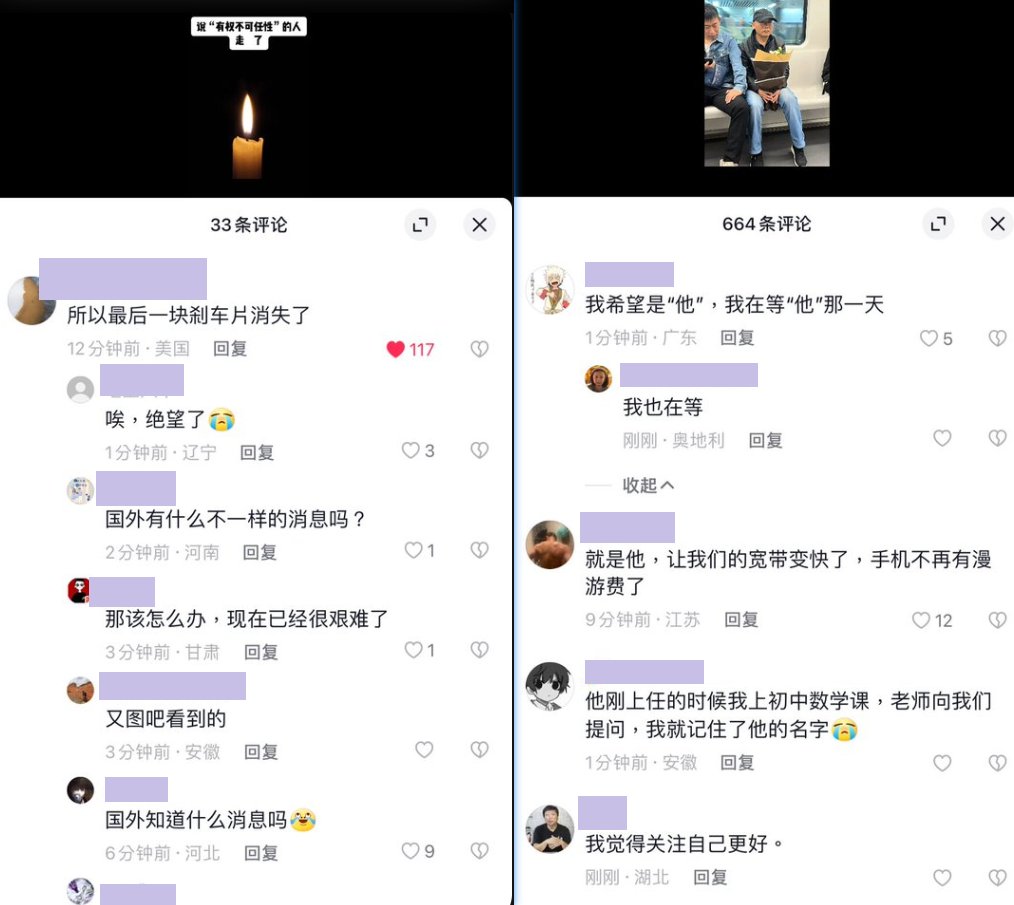 说“有权不可任性”的人
走 了
33条评论
所以最后一块刹车片消失了
12分钟前·美国 回复 117
唉，绝望了
1分钟前·辽宁 回复 3
国外有什么不一样的消息吗？
2分钟前·河南 回复 1
那该怎么办，现在已经很艰难了
3分钟前·甘肃 回复 1
又图吧看到的
3分钟前·安徽 回复
国外知道什么消息吗
6分钟前·河北 回复 9
664条评论
我希望是“他”，我在等“他”那一天
1分钟前·广东 回复 5
我也在等
刚刚·奥地利 回复
收起
就是他，让我们的宽带变快了，手机不再有漫
游费了
9分钟前·江苏 回复 12
他刚上任的时候我上初中数学课，老师向我们
提问，我就记住了他的名字
1分钟前·安徽 回复
我觉得关注自己更好。
刚刚·湖北 回复